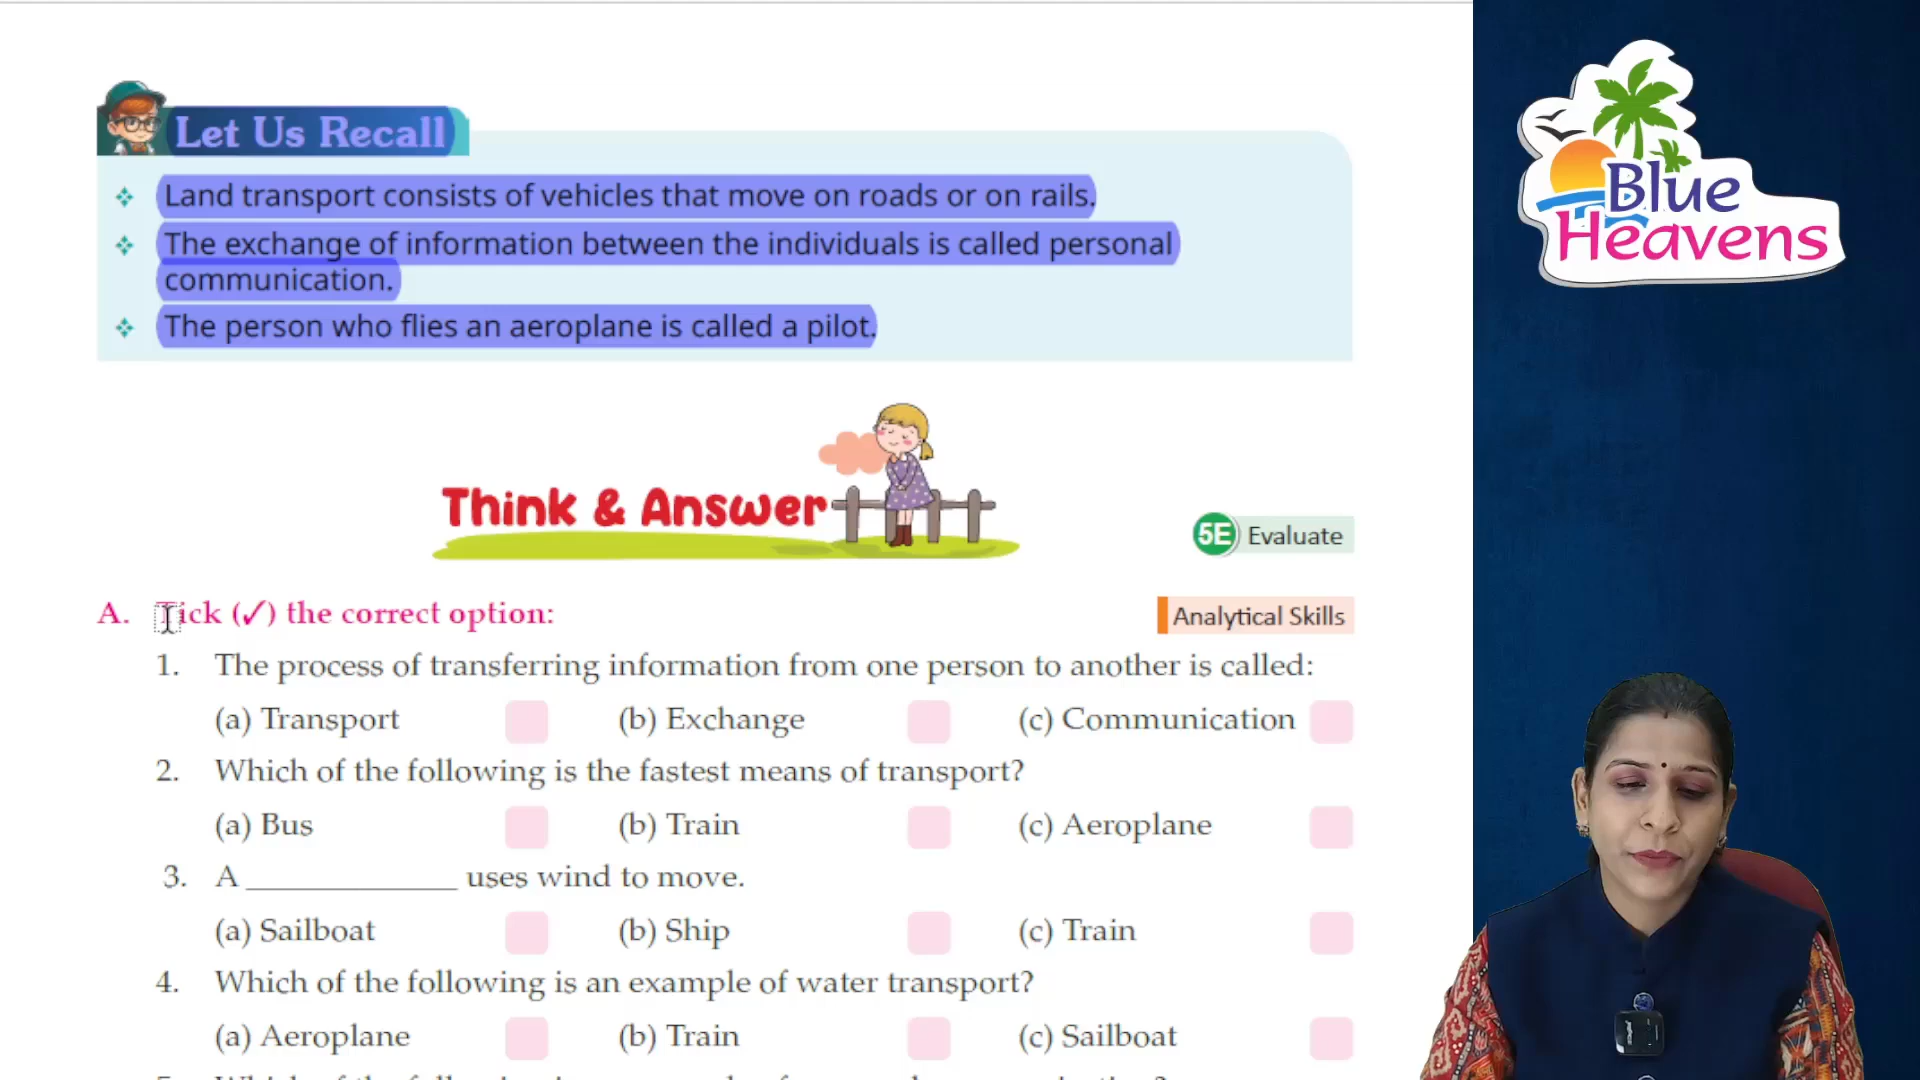 Let Us Recall
Land transport consists of vehicles that move on roads or on rails.
The exchange of information between the individuals is called personal
communication.
The person who flies an aeroplane is called a pilot.
Think & Answer
5E Evaluate
A. Tick (✓) the correct option:
Analytical Skills
1. The process of transferring information from one person to another is called:
(a) Transport (b) Exchange (c) Communication
2. Which of the following is the fastest means of transport?
(a) Bus (b) Train (c) Aeroplane
3. A _____________ uses wind to move.
(a) Sailboat (b) Ship (c) Train
4. Which of the following is an example of water transport?
(a) Aeroplane (b) Train (c) Sailboat
Blue
Heavens